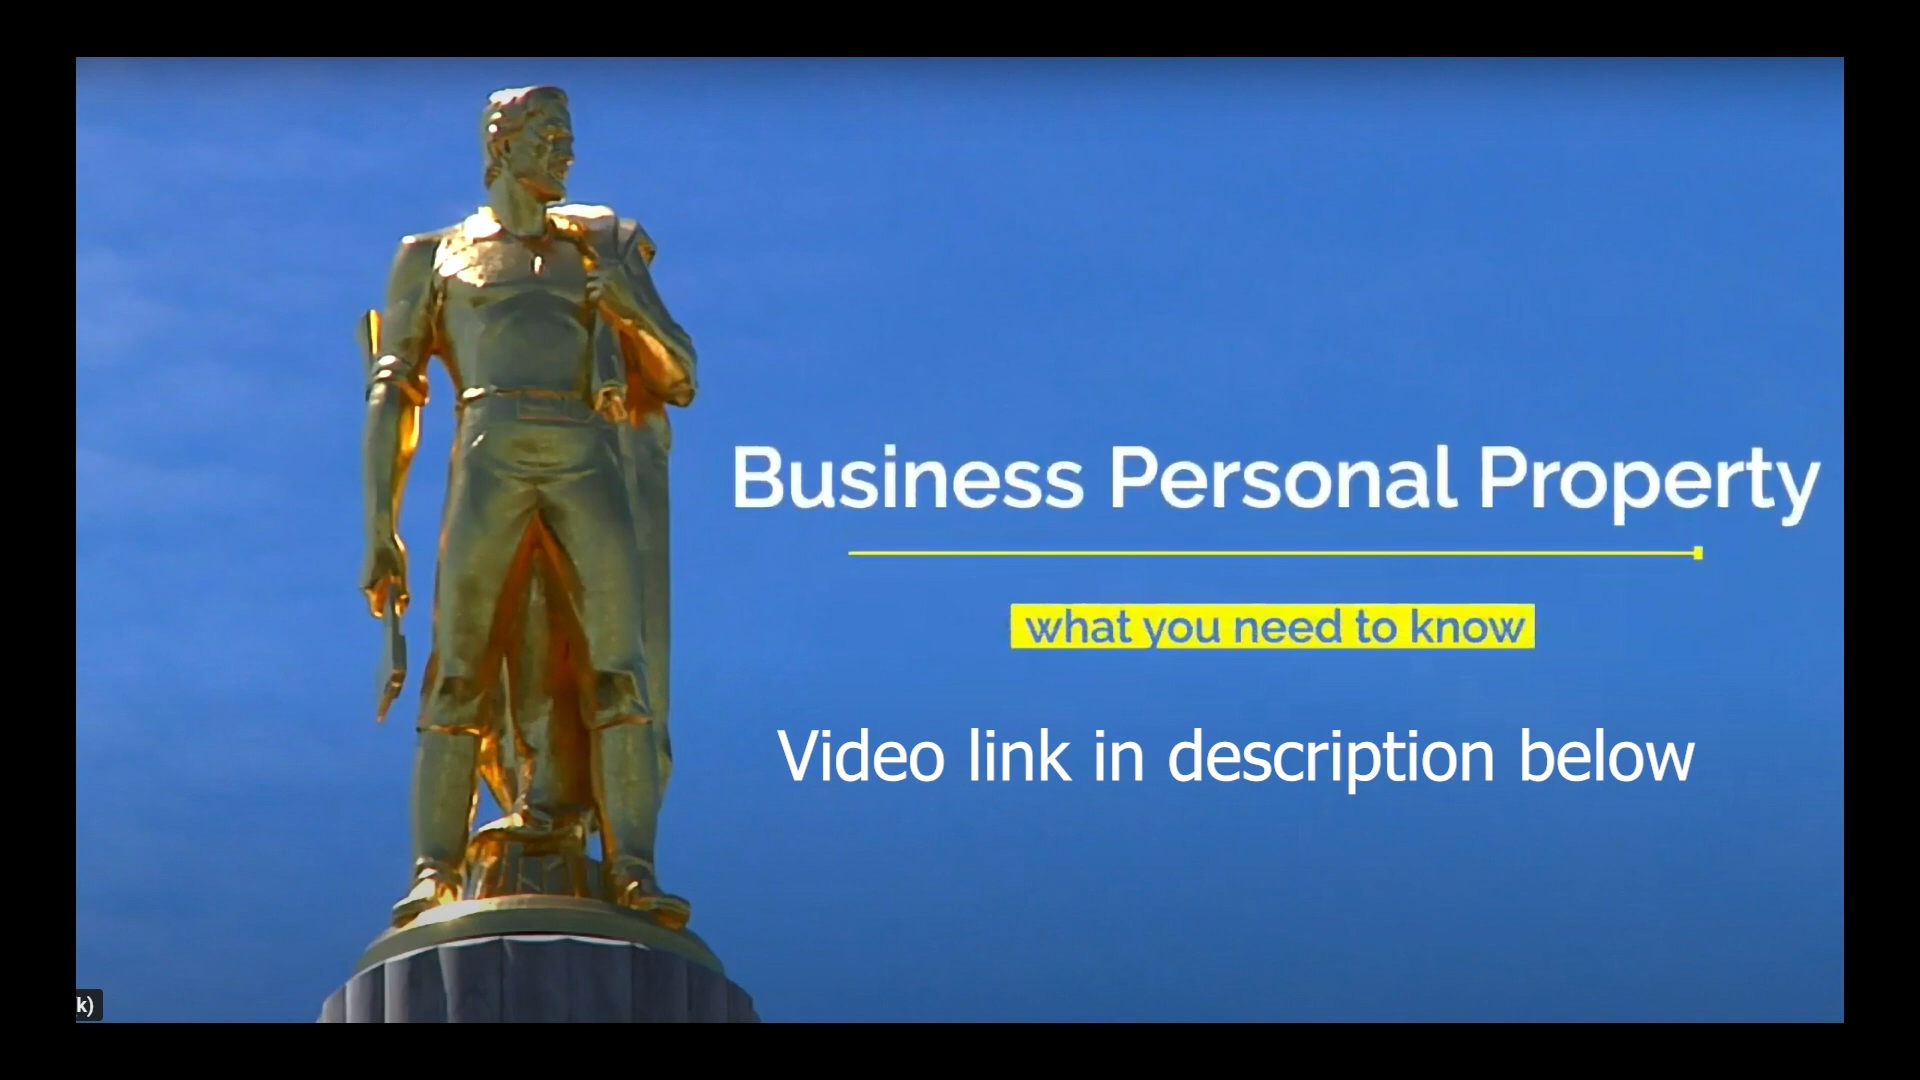 Business Personal Property
what you need to know
Video link in description below
k)